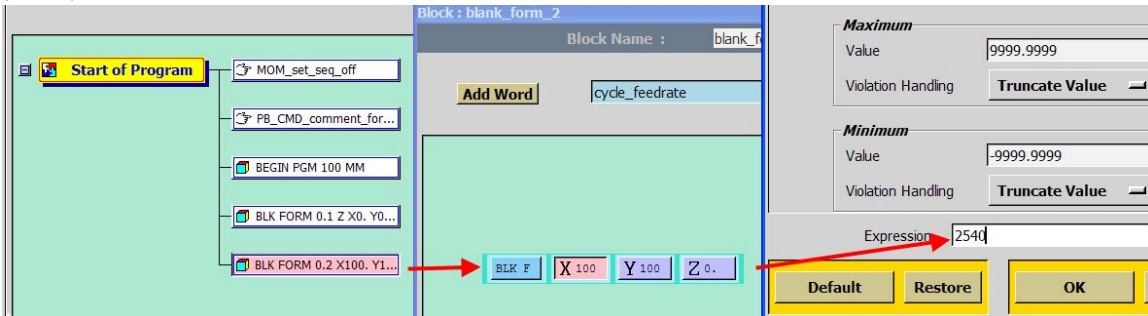 Start of Program
MOM_set_seq_off
PB_CMD_comment_for...
BEGIN PGM 100 MM
BLK FORM 0.1 Z X0. Y0...
BLK FORM 0.2 X100. Y1...
Block : blank_form_2
Block Name :
blank_fo
Add Word
cycle_feedrate
BLK F
X 100
Y 100
Z 0.
Maximum
Value
9999.9999
Violation Handling
Truncate Value
Minimum
Value
-9999.9999
Violation Handling
Truncate Value
Expression
2540
Default
Restore
OK